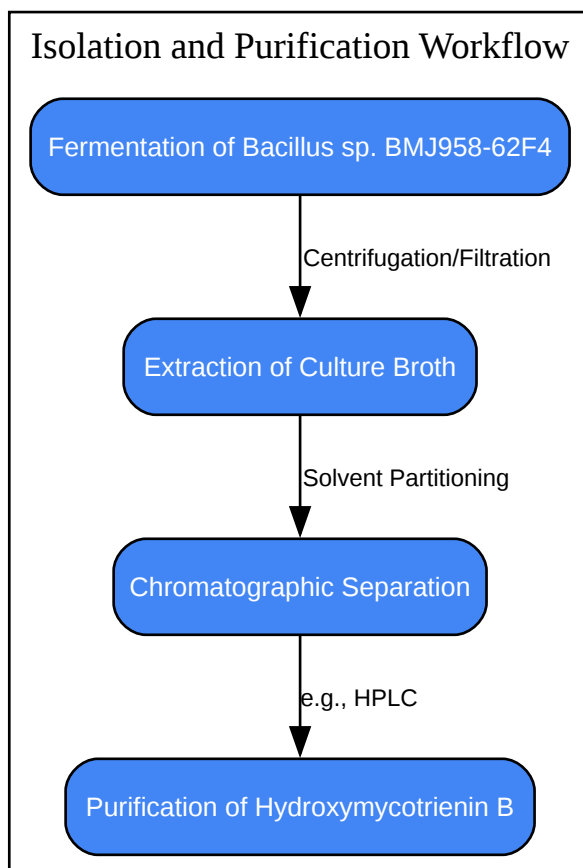 Isolation and Purification Workflow
Fermentation of Bacillus sp. BMJ958-62F4
Centrifugation/Filtration
Extraction of Culture Broth
Solvent Partitioning
Chromatographic Separation
e.g., HPLC
Purification of Hydroxymycotrienin B